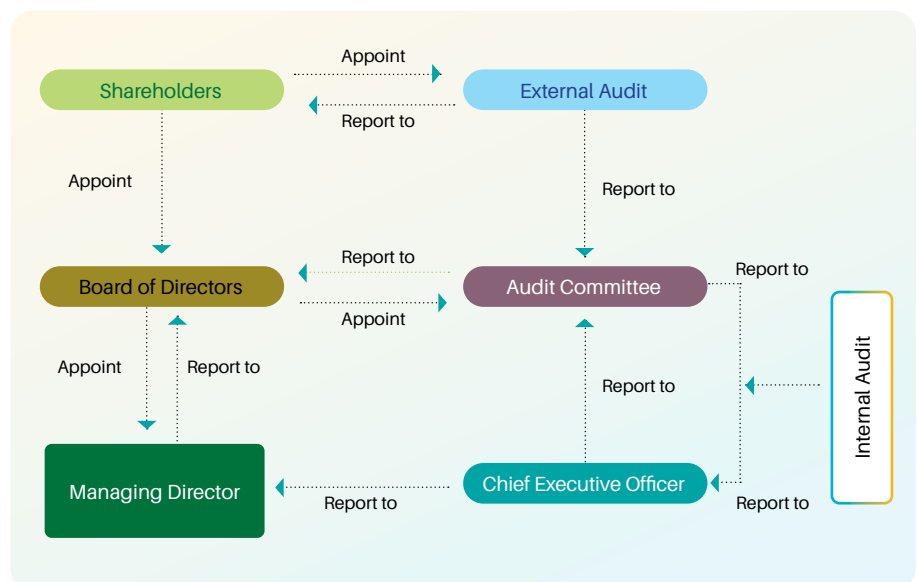 Appoint
Shareholders
External Audit
Report to
Appoint
Report to
Report to
Report to
Board of Directors
Audit Committee
Appoint
Appoint
Report to
Report to
Internal Audit
Managing Director
Chief Executive Officer
Report to
Report to